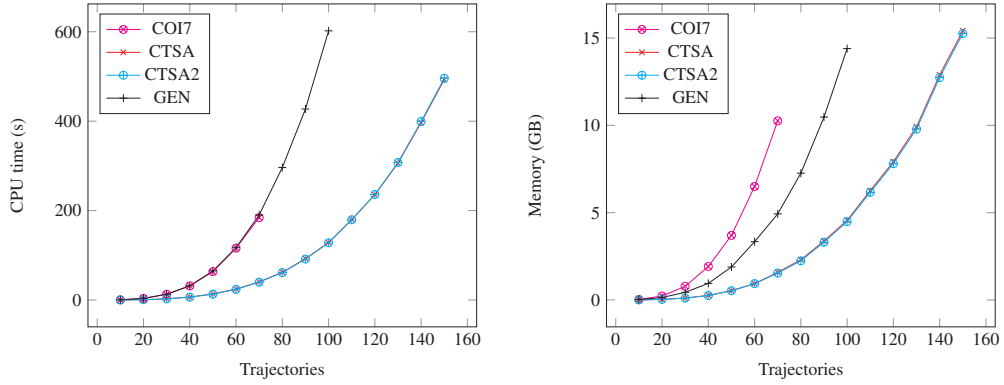 COI7
CTSA
CTSA2
GEN
600
400
200
0
CPU time (s)
0 20 40 60 80 100 120 140 160
Trajectories
COI7
CTSA
CTSA2
GEN
15
10
5
0
Memory (GB)
0 20 40 60 80 100 120 140 160
Trajectories